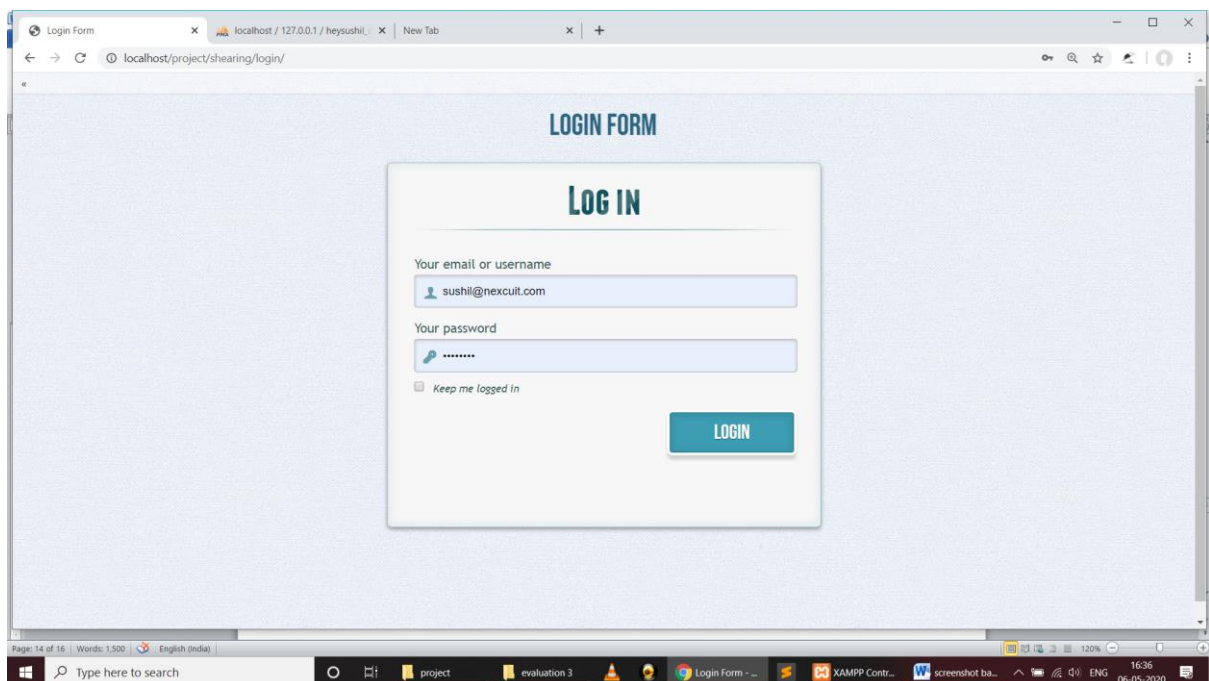 Login Form
localhost / 127.0.0.1 / heysushil_
New Tab
localhost/project/shearing/login/
«
LOGIN FORM
LOG IN
Your email or username
sushil@nexcuit.com
Your password
••••••••
Keep me logged in
LOGIN
Page: 14 of 16 Words: 1,500 English (India) 120%
Type here to search project evaluation 3 Login Form - ... XAMPP Contr... screenshot ba... ENG 16:36
06-05-2020